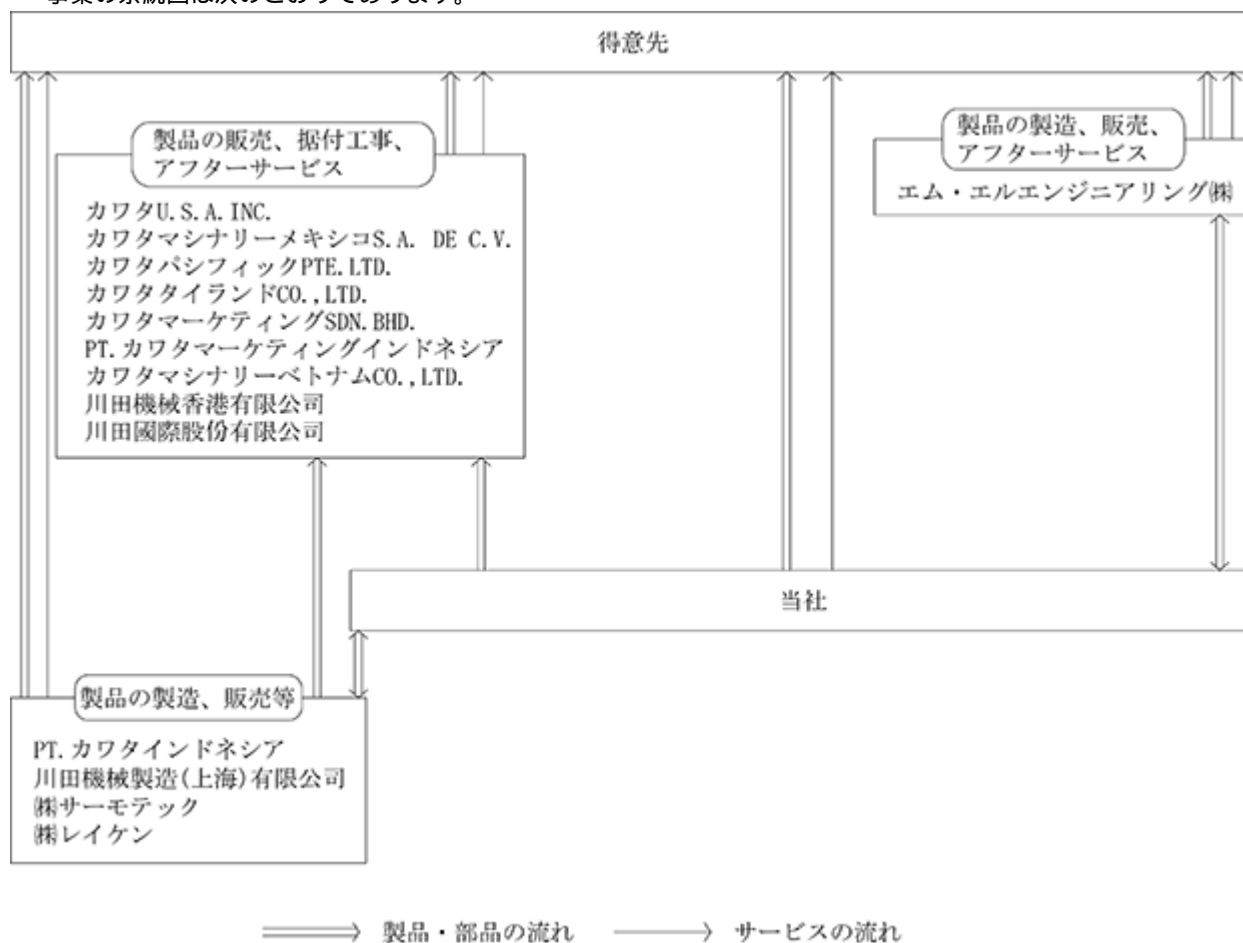 事業の系統図は次のとおりであります。
得意先
製品の販売、据付工事、
アフターサービス
カワタU.S.A.INC.
カワタマシナリーメキシコS.A. DE C.V.
カワタパシフィックPTE.LTD.
カワタタイランドCO.,LTD.
カワタマーケティングSDN.BHD.
PT.カワタマーケティングインドネシア
カワタマシナリーベトナムCO.,LTD.
川田機械香港有限公司
川田國際股份有限公司
製品の製造、販売、
アフターサービス
エム・エルエンジニアリング㈱
当社
製品の製造、販売等
PT.カワタインドネシア
川田機械製造(上海)有限公司
㈱サーモテック
㈱レイケン
製品・部品の流れ
サービスの流れ